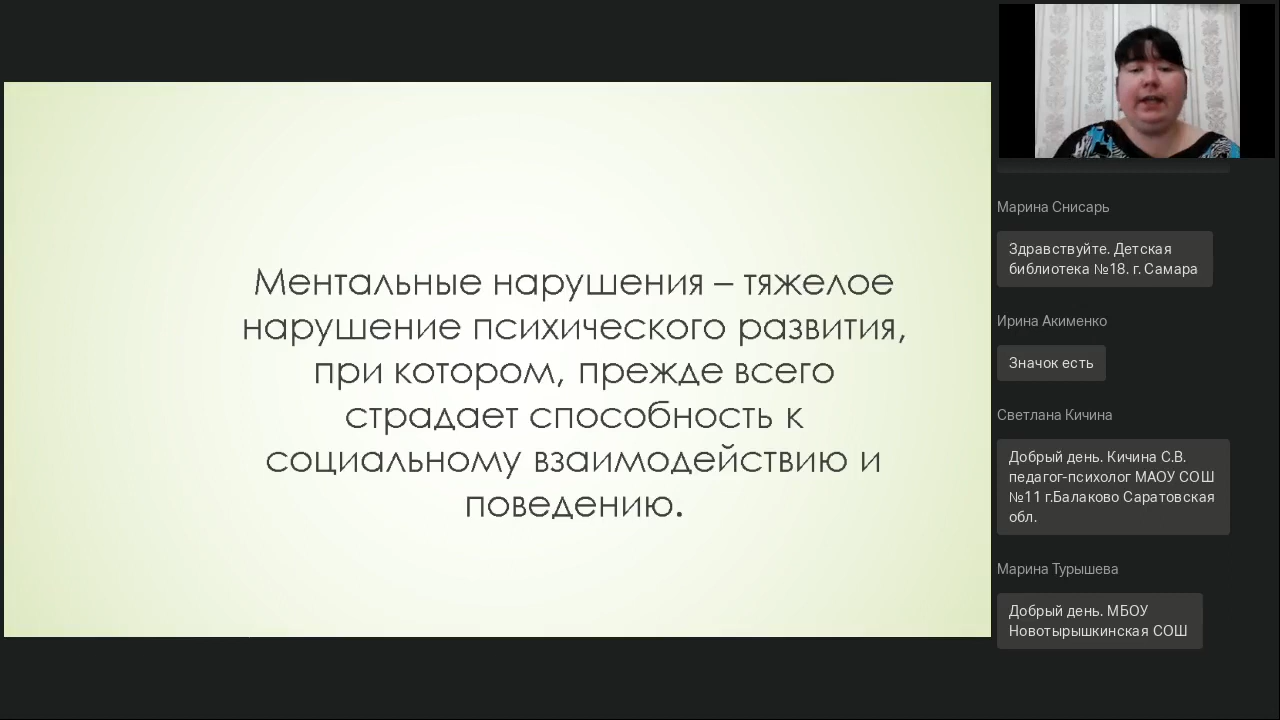 Ментальные нарушения – тяжелое
нарушение психического развития,
при котором, прежде всего
страдает способность к
социальному взаимодействию и
поведению.
Марина Снисарь
Здравствуйте. Детская
библиотека №18. г. Самара
Ирина Акименко
Значок есть
Светлана Кичина
Добрый день. Кичина С.В.
педагог-психолог МАОУ СОШ
№11 г.Балаково Саратовская
обл.
Марина Турышева
Добрый день. МБОУ
Новотырышкинская СОШ